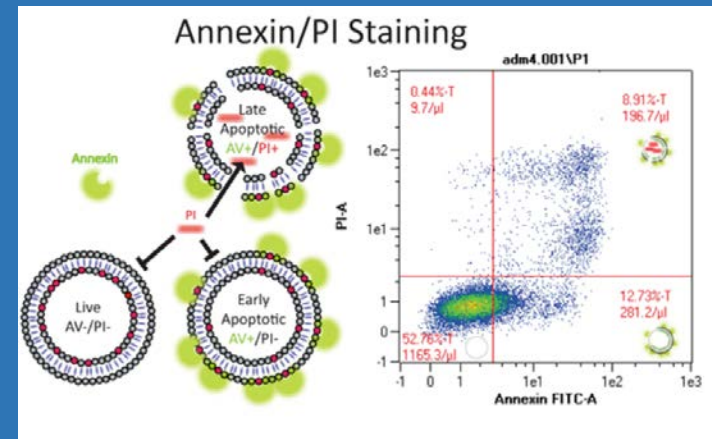 Annexin/PI Staining
Annexin
Late
Apoptotic
AV+/PI+
PI
Live
AV-/PI-
Early
Apoptotic
AV+/PI-
adm4.001\P1
0.44%-T
9.7/µl
8.91%-T
196.7/µl
12.73%-T
281.2/µl
52.76%-T
1165.3/µl
PI-A
1e3
1e2
1e1
1
0
-1
-1 0 1 1e1 1e2 1e3
Annexin FITC-A